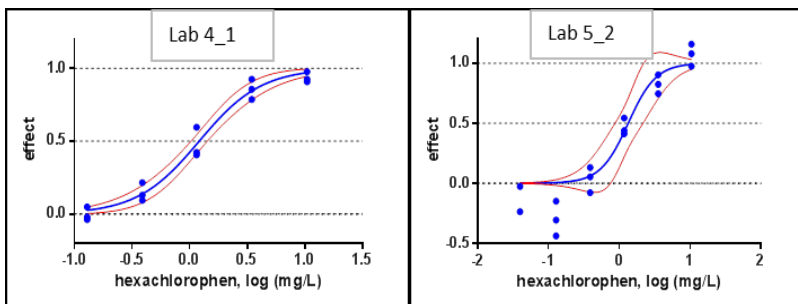 Lab 4_1
1.0
0.5
0.0
effect
-1.0 -0.5 0.0 0.5 1.0 1.5
hexachlorophen, log (mg/L)
Lab 5_2
1.0
0.5
0.0
-0.5
effect
-2 -1 0 1 2
hexachlorophen, log (mg/L)